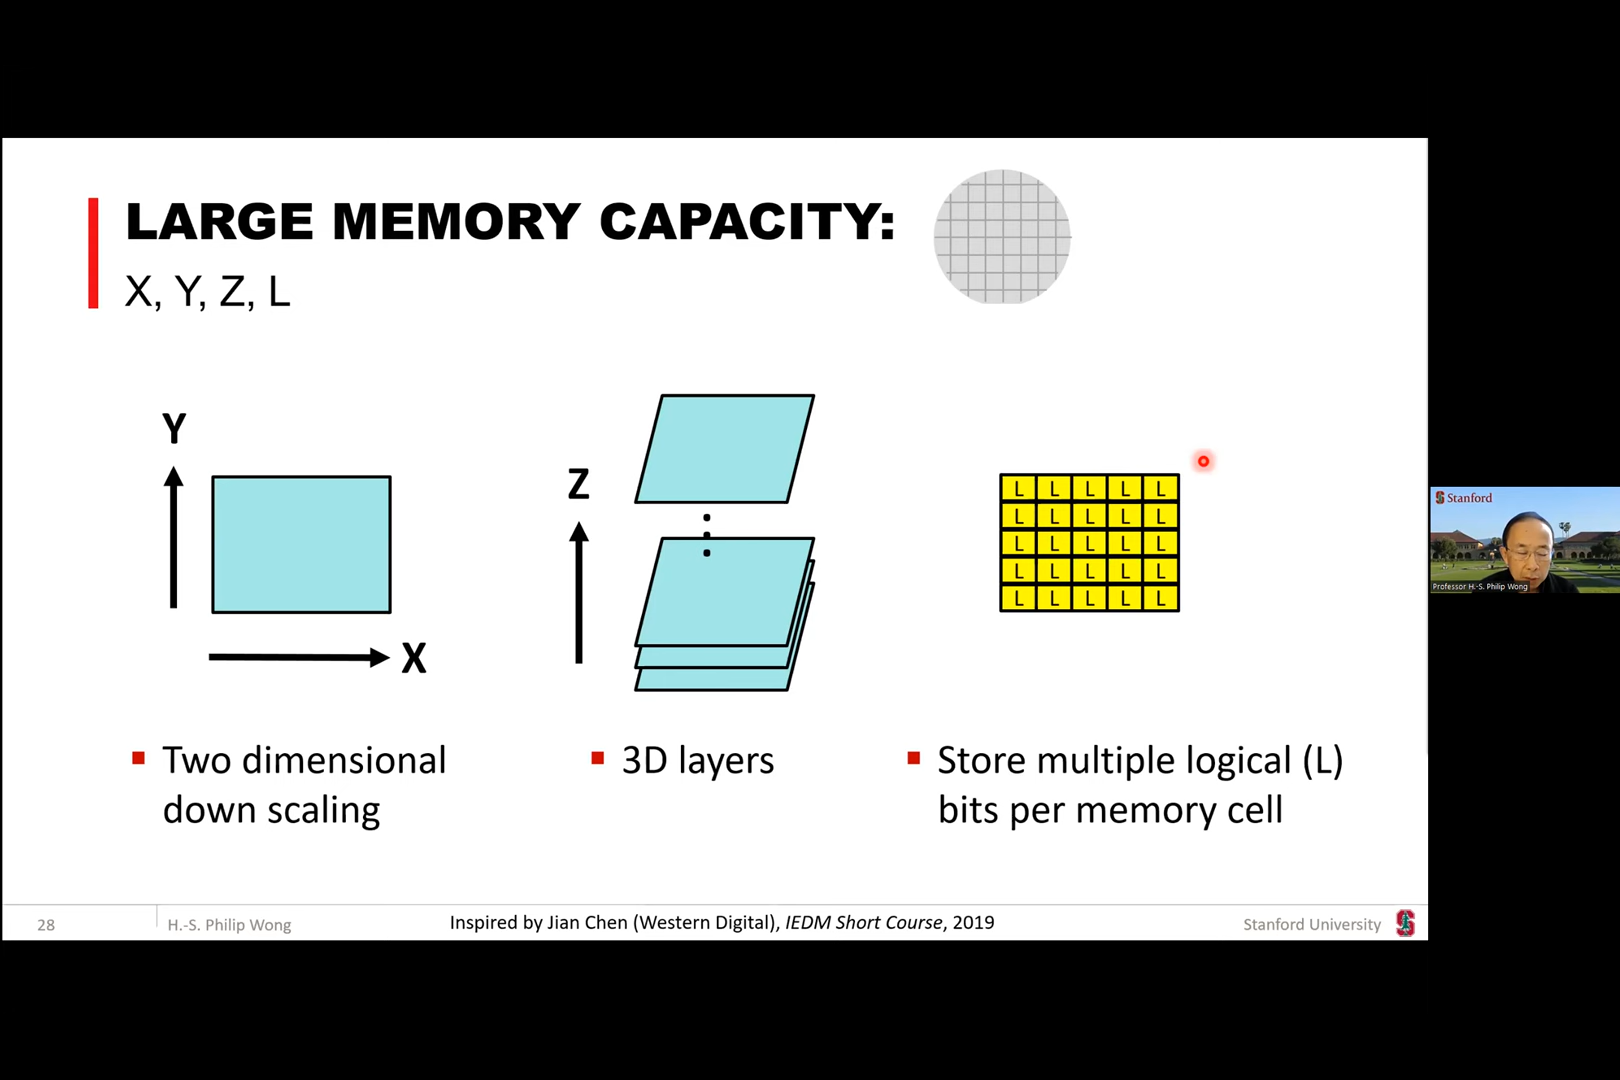 LARGE MEMORY CAPACITY:
X, Y, Z, L
Y
X
Z
L L L L L
L L L L L
L L L L L
L L L L L
L L L L L
Two dimensional
down scaling
3D layers
Store multiple logical (L)
bits per memory cell
28
H.-S. Philip Wong
Inspired by Jian Chen (Western Digital), IEDM Short Course, 2019
Stanford University
S
Stanford
Professor H.-S. Philip Wong